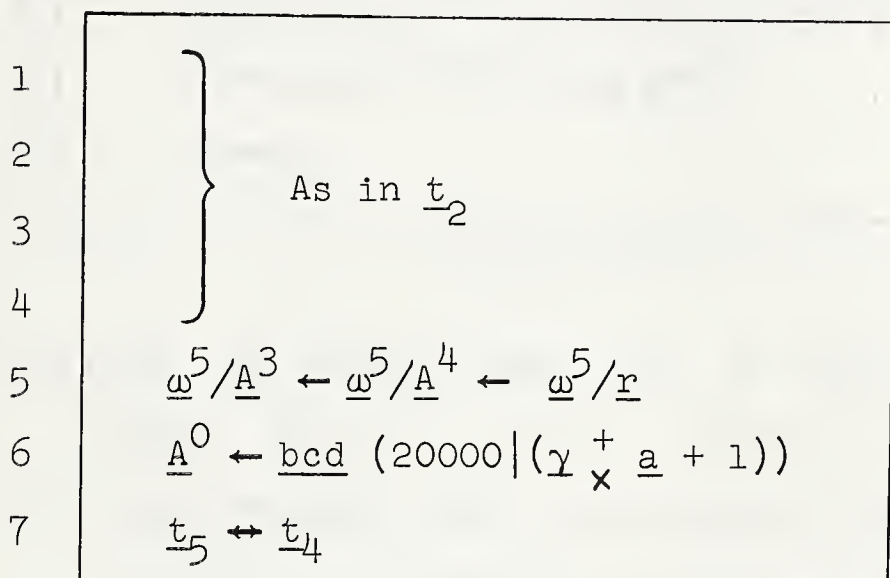 1
2
As in t₂
3
4
5 ω⁵/A³ ← ω⁵/A⁴ ← ω⁵/r
6 A⁰ ← bcd (20000|(γ +× a + 1))
7 t₅ ↔ t₄